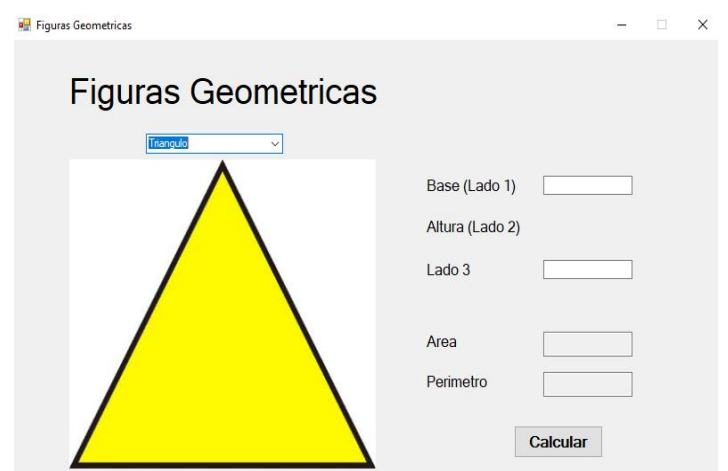 Figuras Geometricas
Figuras Geometricas
Triangulo
Base (Lado 1)
Altura (Lado 2)
Lado 3
Area
Perimetro
Calcular